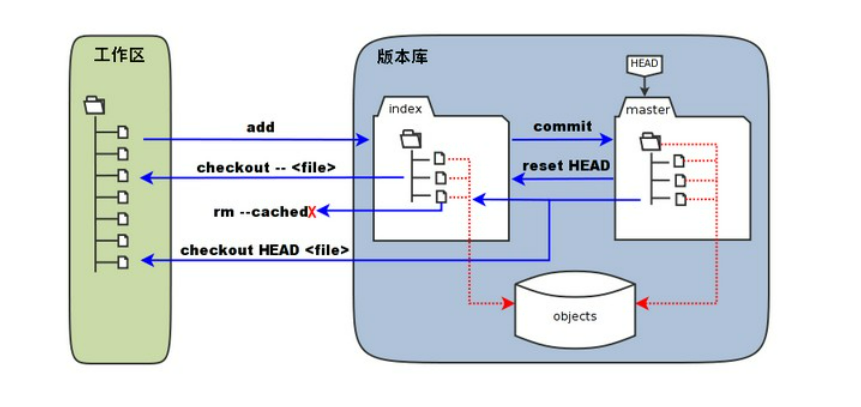 工作区
版本库
HEAD
index
master
add
commit
checkout -- <file>
reset HEAD
rm --cachedX
checkout HEAD <file>
objects